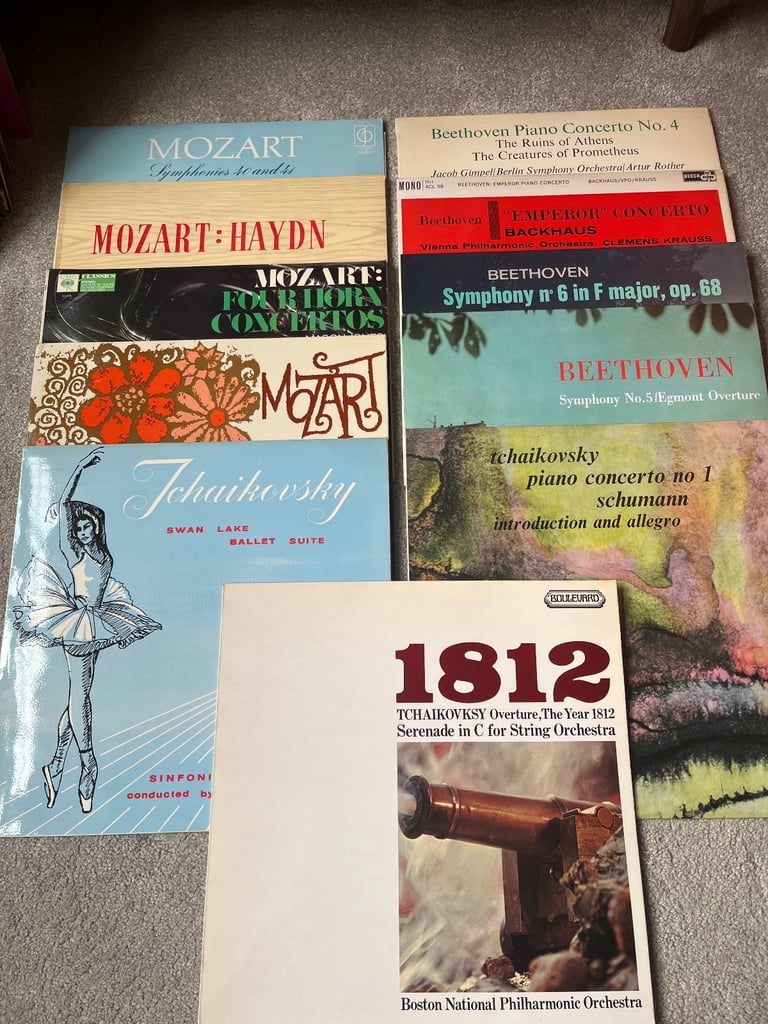 MOZART
Symphonies 40 and 41
MOZART: HAYDN
CLASSICS
MOZART:
FOUR HORN
CONCERTOS
MOZART
Tchaikovsky
SWAN LAKE
BALLET SUITE
SINFONI
conducted by
Beethoven Piano Concerto No. 4
The Ruins of Athens
The Creatures of Prometheus
Jacob Gimpel/Berlin Symphony Orchestra/Artur Rother
MONO ACL 98 BEETHOVEN: EMPEROR PIANO CONCERTO BACKHAUS/VPO/KRAUSS DECCA
Beethoven "EMPEROR" CONCERTO
BACKHAUS
Vienna Philharmonic Orchestra CLEMENS KRAUSS
BEETHOVEN
Symphony nº 6 in F major, op. 68
BEETHOVEN
Symphony No.5/Egmont Overture
tchaikovsky
piano concerto no 1
schumann
introduction and allegro
BOULEVARD
1812
TCHAIKOVKSY Overture, The Year 1812
Serenade in C for String Orchestra
Boston National Philharmonic Orchestra